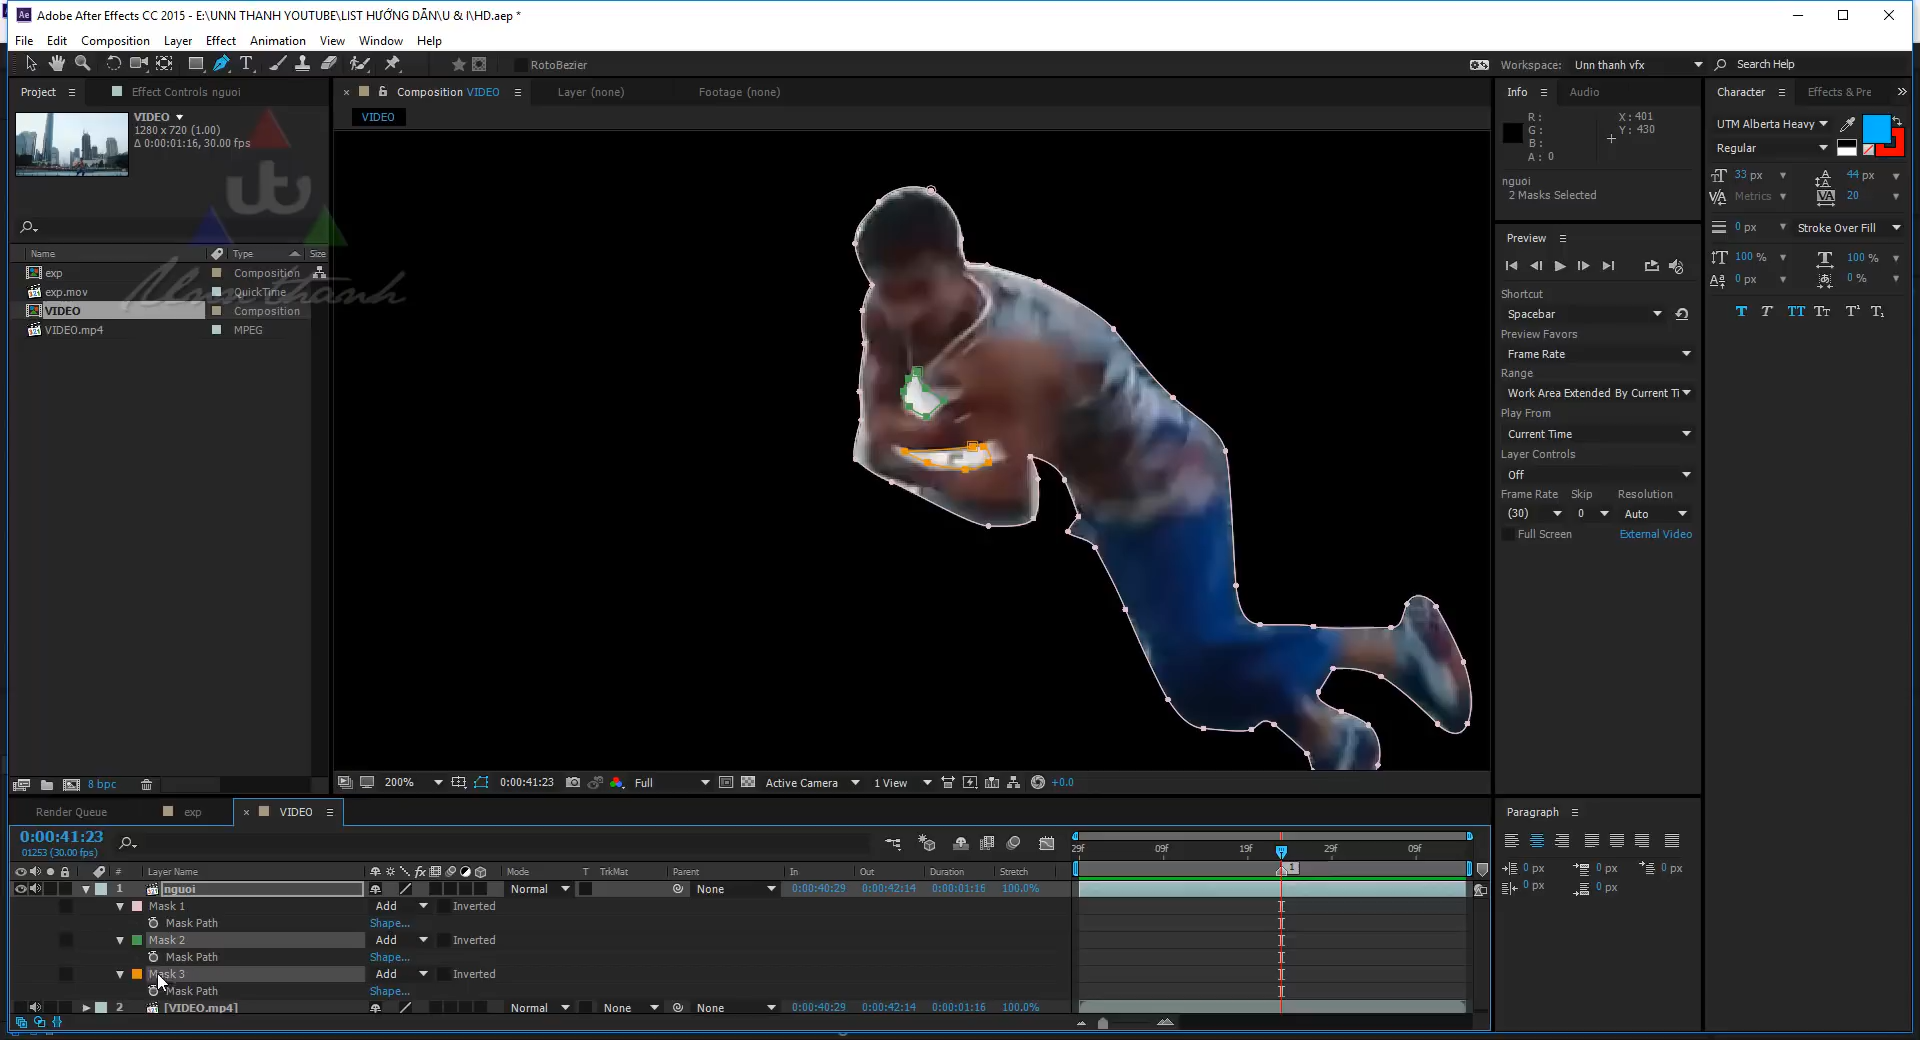 Adobe After Effects CC 2015 - E:\UNN THANH YOUTUBE\LIST HƯỚNG DẪN\U & I\HD.aep *
File Edit Composition Layer Effect Animation View Window Help
RotoBezier
Workspace: Unn thanh vfx Search Help
Project Effect Controls nguoi
Composition VIDEO Layer (none) Footage (none)
Info Audio
Character Effects & Pre
VIDEO
1280 x 720 (1.00)
Δ 0:00:01:16, 30.00 fps
VIDEO
R: X: 401
G: Y: 430
B:
A: 0
nguoi
2 Masks Selected
UTM Alberta Heavy
Regular
33 px 44 px
Metrics 20
0 px Stroke Over Fill
100 % 100 %
0 px 0 %
T T TT Tt T¹ T₁
Name Type Size
exp Composition
exp.mov QuickTime
VIDEO Composition
VIDEO.mp4 MPEG
Unn thanh
Preview
Shortcut
Spacebar
Preview Favors
Frame Rate
Range
Work Area Extended By Current Ti
Play From
Current Time
Layer Controls
Off
Frame Rate Skip Resolution
(30) 0 Auto
Full Screen External Video
8 bpc
200% 0:00:41:23 Full Active Camera 1 View +0.0
Render Queue exp VIDEO
0:00:41:23
01253 (30.00 fps)
29f 09f 19f 29f 09f
# Layer Name Mode T TrkMat Parent In Out Duration Stretch
1 nguoi Normal None 0:00:40:29 0:00:42:14 0:00:01:16 100.0% 1
Mask 1 Add Inverted
Mask Path Shape...
Mask 2 Add Inverted
Mask Path Shape...
Mask 3 Add Inverted
Mask Path Shape...
2 [VIDEO.mp4] Normal None None 0:00:40:29 0:00:42:14 0:00:01:16 100.0%
Paragraph
0 px 0 px 0 px
0 px 0 px